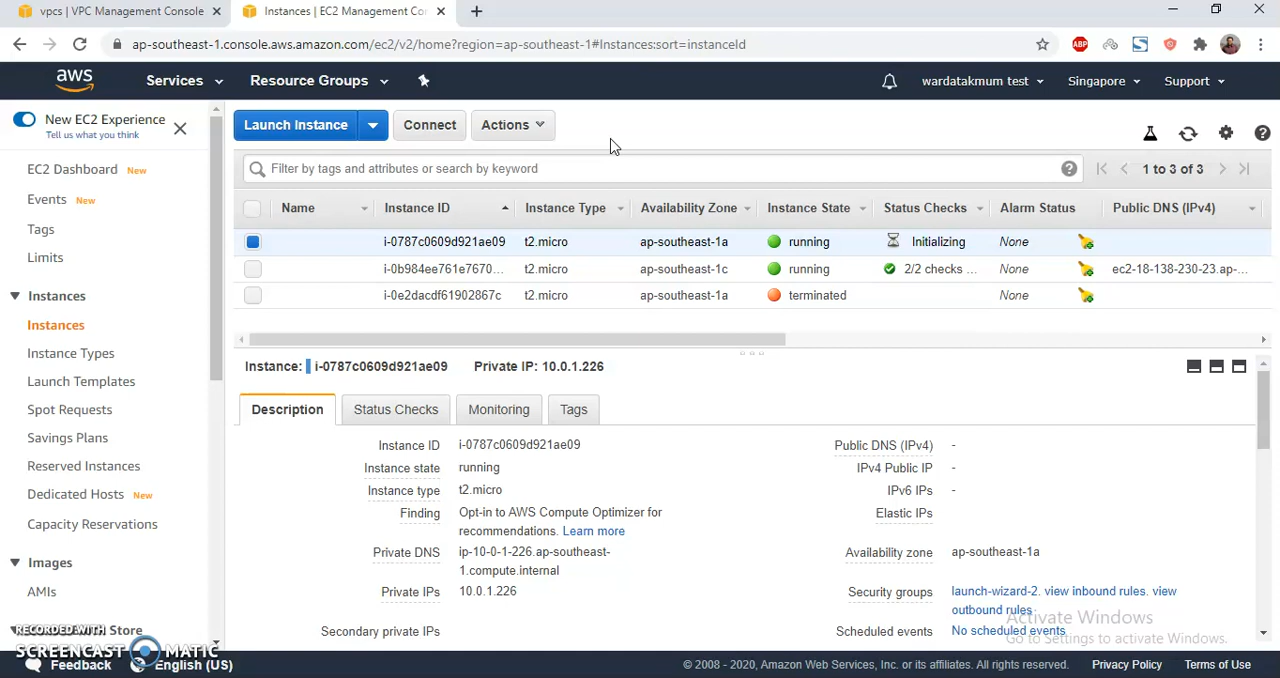 vpcs | VPC Management Console
Instances | EC2 Management Co
ap-southeast-1.console.aws.amazon.com/ec2/v2/home?region=ap-southeast-1#Instances:sort=instanceId
ABP
aws Services Resource Groups wardatakmum test Singapore Support
New EC2 Experience
Tell us what you think
EC2 Dashboard New
Events New
Tags
Limits
Instances
Instances
Instance Types
Launch Templates
Spot Requests
Savings Plans
Reserved Instances
Dedicated Hosts New
Capacity Reservations
Images
AMIs
Store
Launch Instance Connect Actions
Filter by tags and attributes or search by keyword 1 to 3 of 3
Name Instance ID Instance Type Availability Zone Instance State Status Checks Alarm Status Public DNS (IPv4)
i-0787c0609d921ae09 t2.micro ap-southeast-1a running Initializing None
i-0b984ee761e7670... t2.micro ap-southeast-1c running 2/2 checks ... None ec2-18-138-230-23.ap-...
i-0e2dacdf61902867c t2.micro ap-southeast-1a terminated None
Instance: i-0787c0609d921ae09 Private IP: 10.0.1.226
Description Status Checks Monitoring Tags
Instance ID i-0787c0609d921ae09 Public DNS (IPv4) -
Instance state running IPv4 Public IP -
Instance type t2.micro IPv6 IPs -
Finding Opt-in to AWS Compute Optimizer for Elastic IPs
recommendations. Learn more
Private DNS ip-10-0-1-226.ap-southeast- Availability zone ap-southeast-1a
1.compute.internal
Private IPs 10.0.1.226 Security groups launch-wizard-2. view inbound rules. view
outbound rules
Secondary private IPs Scheduled events No scheduled events
Activate Windows
Go to Settings to activate Windows.
RECORDED WITH
SCREENCAST MATIC
Feedback English (US) © 2008 - 2020, Amazon Web Services, Inc. or its affiliates. All rights reserved. Privacy Policy Terms of Use